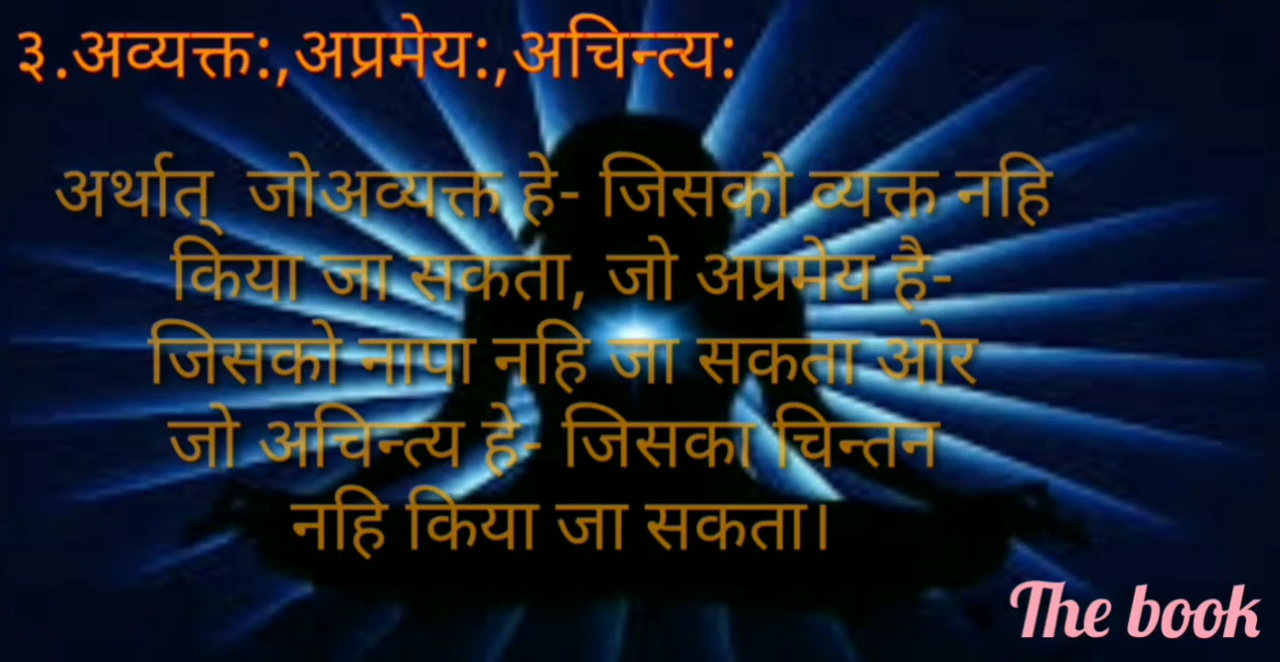 ३.अव्यक्त:,अप्रमेय:,अचिन्त्य:
अर्थात् जोअव्यक्त हे- जिसको व्यक्त नहि
किया जा सकता, जो अप्रमेय है-
जिसको नापा नहि जा सकता ओर
जो अचिन्त्य हे- जिसका चिन्तन
नहि किया जा सकता।
The book